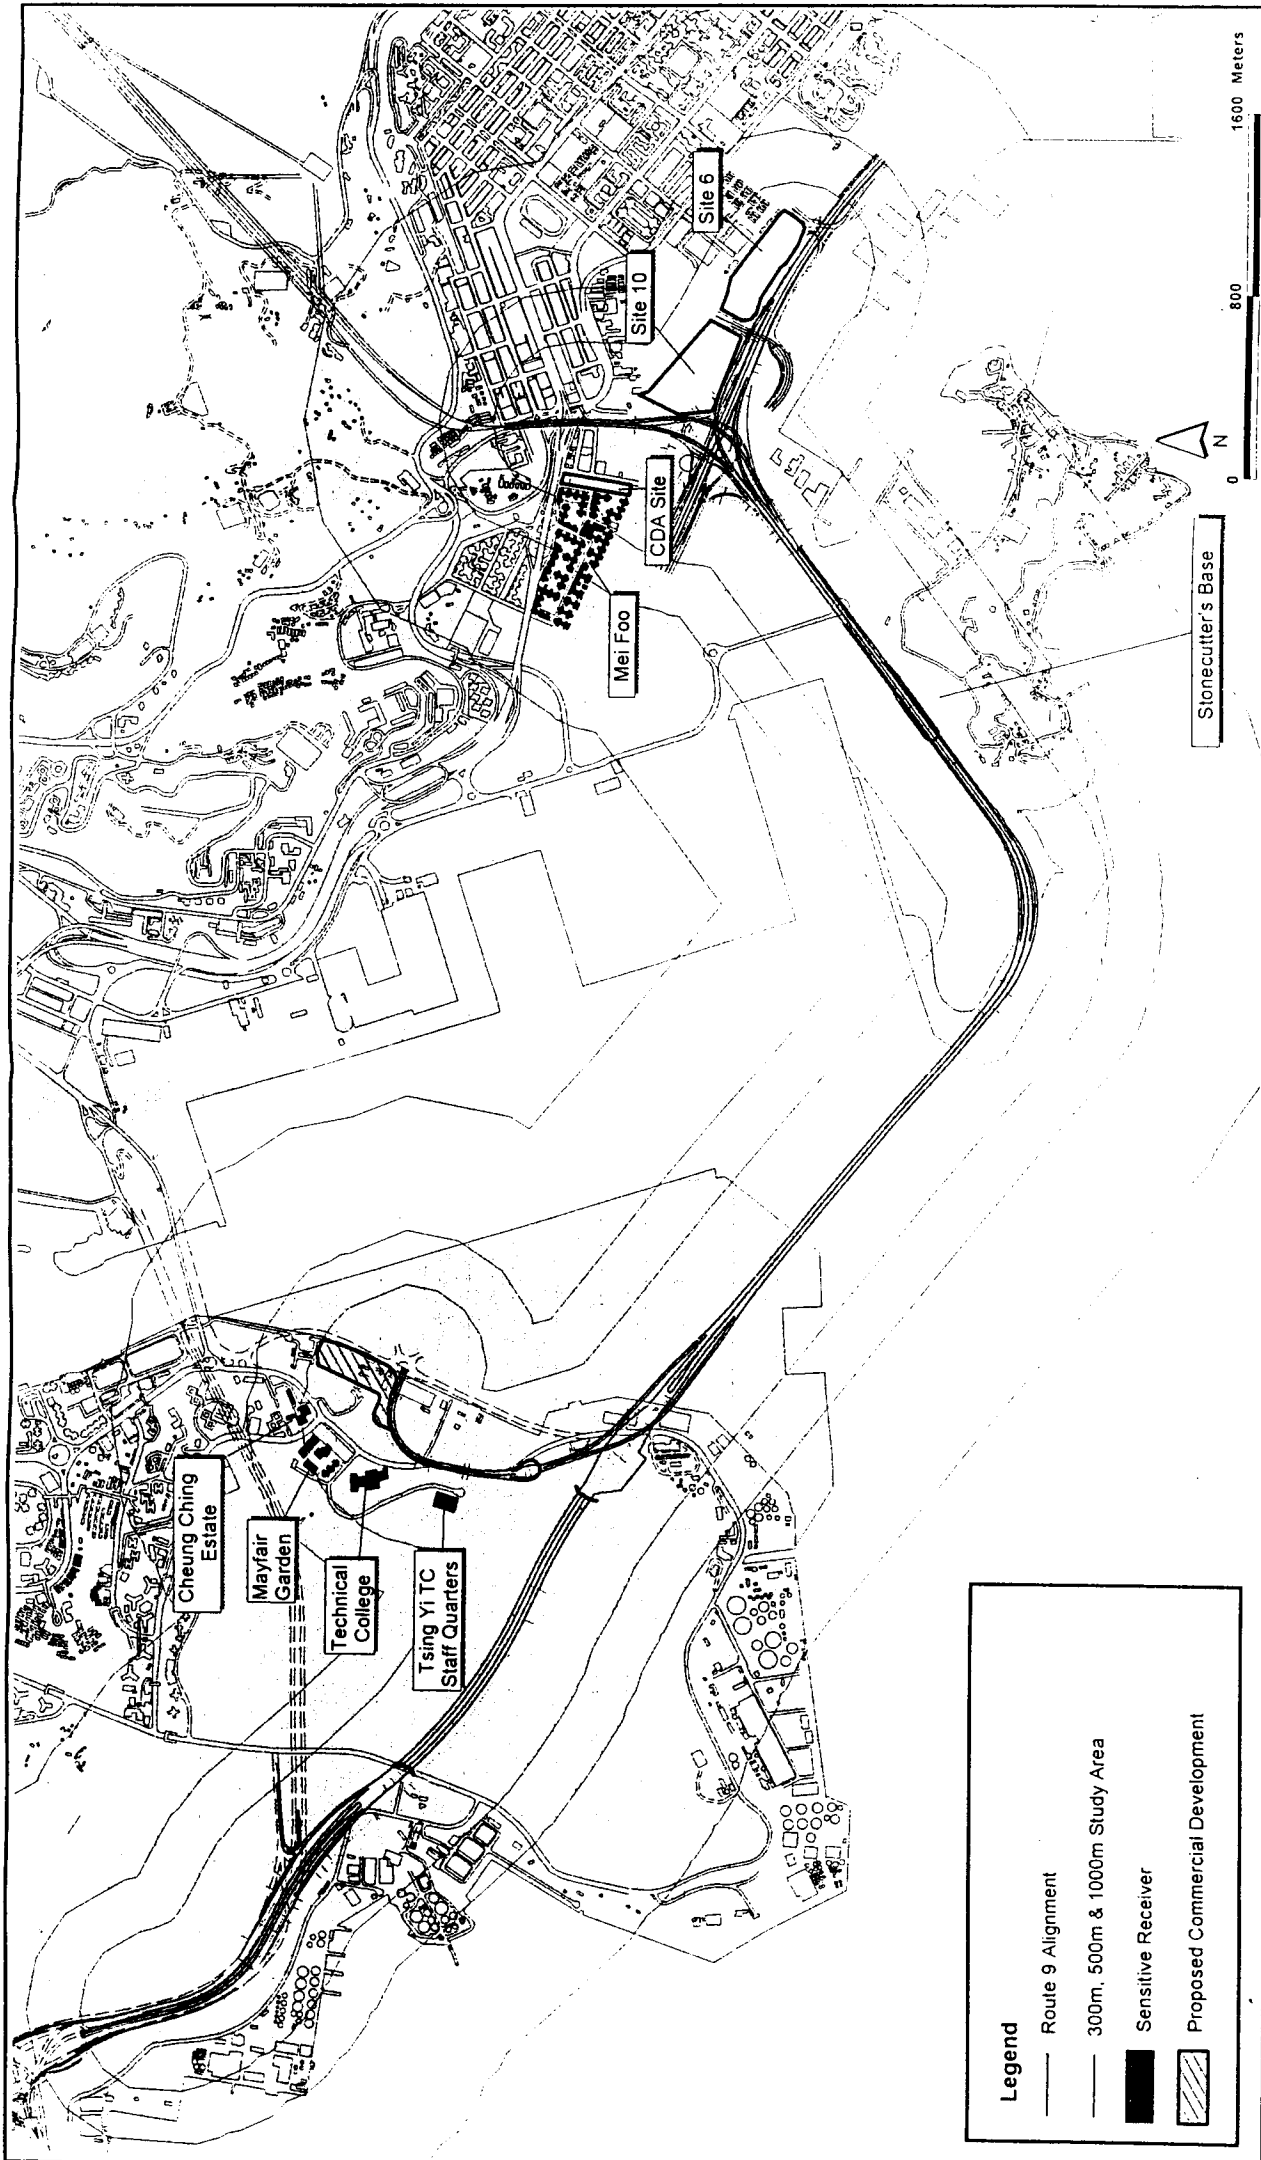 Cheung Ching
Estate
Mayfair
Garden
Technical
College
Tsing Yi TC
Staff Quarters
Mei Foo
CDA Site
Site 10
Site 6
Stonecutter's Base
N
0 800 1600 Meters
Legend
Route 9 Alignment
300m, 500m & 1000m Study Area
Sensitive Receiver
Proposed Commercial Development